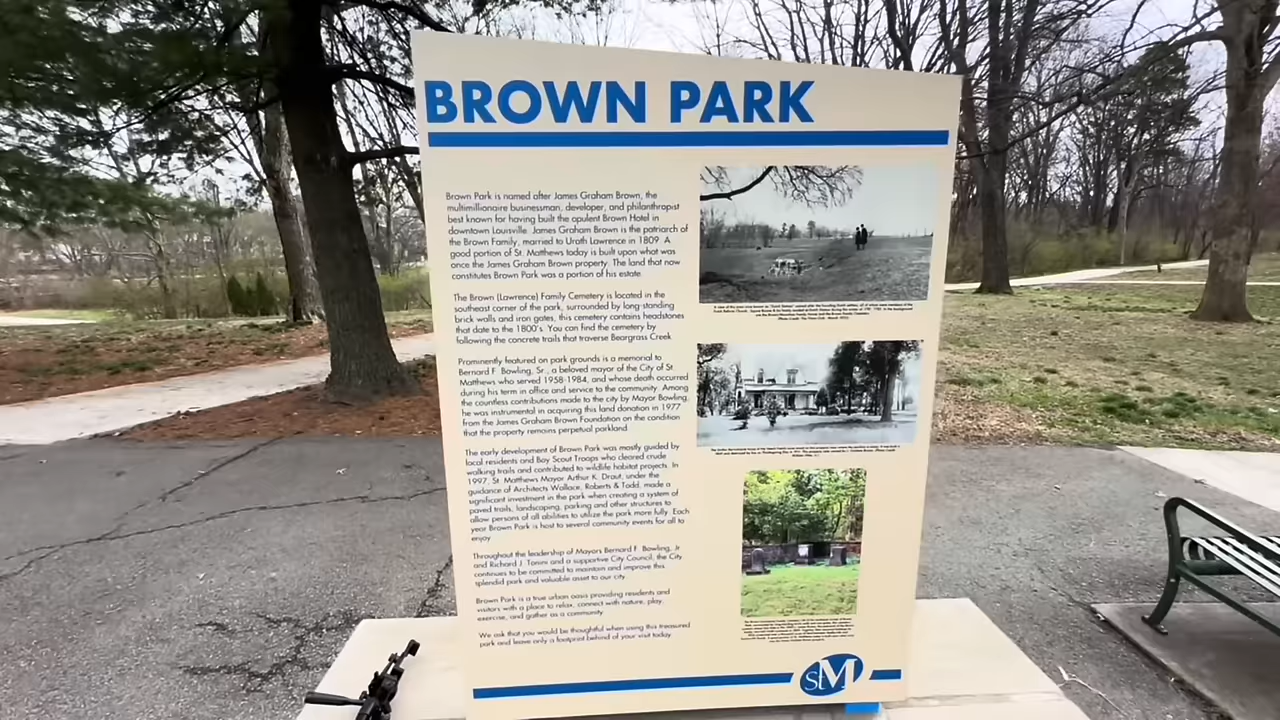 BROWN PARK
Brown Park is named after James Graham Brown, the
multimillionaire businessman, developer, and philanthropist
best known for having built the opulent Brown Hotel in
downtown Louisville. James Graham Brown is the patriarch of
the Brown Family, married to Urath Lawrence in 1809. A
good portion of St. Matthews today is built upon what was
once the James Graham Brown property. The land that now
constitutes Brown Park was a portion of his estate.
The Brown (Lawrence) Family Cemetery is located in the
southeast corner of the park, surrounded by long-standing
brick walls and iron gates, this cemetery contains headstones
that date to the 1800's. You can find the cemetery by
following the concrete trails that traverse Beargrass Creek.
Prominently featured on park grounds is a memorial to
Bernard F. Bowling, Sr., a beloved mayor of the City of St.
Matthews who served 1958-1984, and whose death occurred
during his term in office and service to the community. Among
the countless contributions made to the city by Mayor Bowling,
he was instrumental in acquiring this land donation in 1977
from the James Graham Brown Foundation on the condition
that the property remains perpetual parkland.
The early development of Brown Park was mostly guided by
local residents and Boy Scout Troops who cleared crude
walking trails and contributed to wildlife habitat projects. In
1997, St. Matthews Mayor Arthur K. Draut, under the
guidance of Architects Wallace, Roberts & Todd, made a
significant investment in the park when creating a system of
paved trails, landscaping, parking and other structures to
allow persons of all abilities to utilize the park more fully. Each
year Brown Park is host to several community events for all to
enjoy.
Throughout the leadership of Mayors Bernard F. Bowling, Jr.
and Richard J. Tonini and a supportive City Council, the City
continues to be committed to maintain and improve this
splendid park and valuable asset to our city.
Brown Park is a true urban oasis providing residents and
visitors with a place to relax, connect with nature, play,
exercise, and gather as a community.
We ask that you would be thoughtful when using this treasured
park and leave only a footprint behind of your visit today.
stM